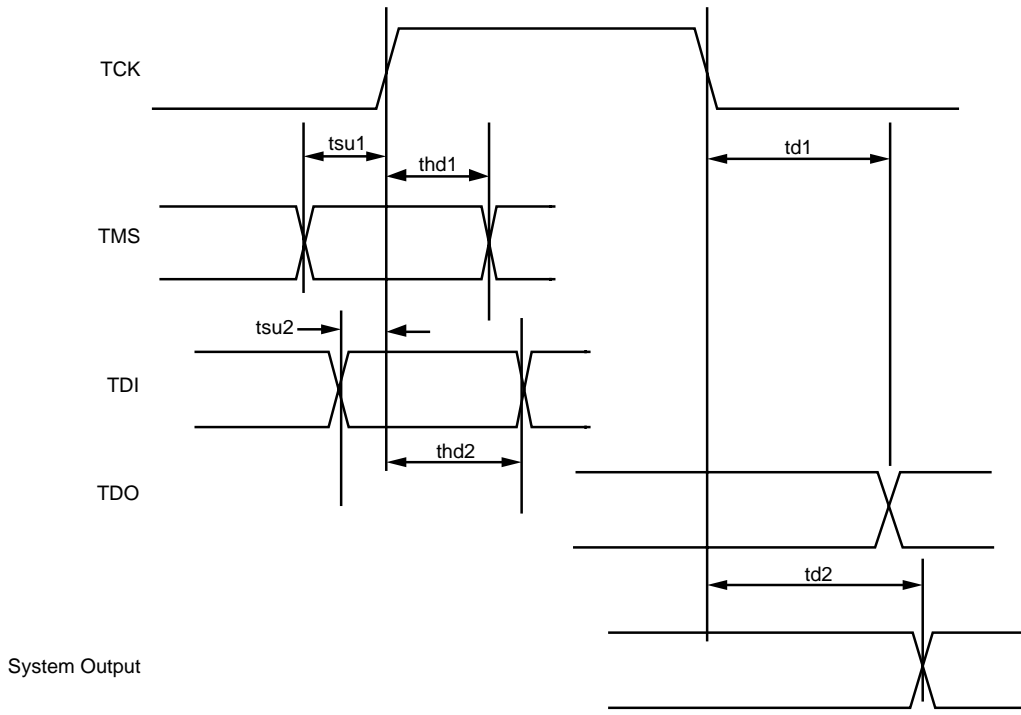 TCK
tsu1
td1
thd1
TMS
tsu2
TDI
thd2
TDO
td2
System Output